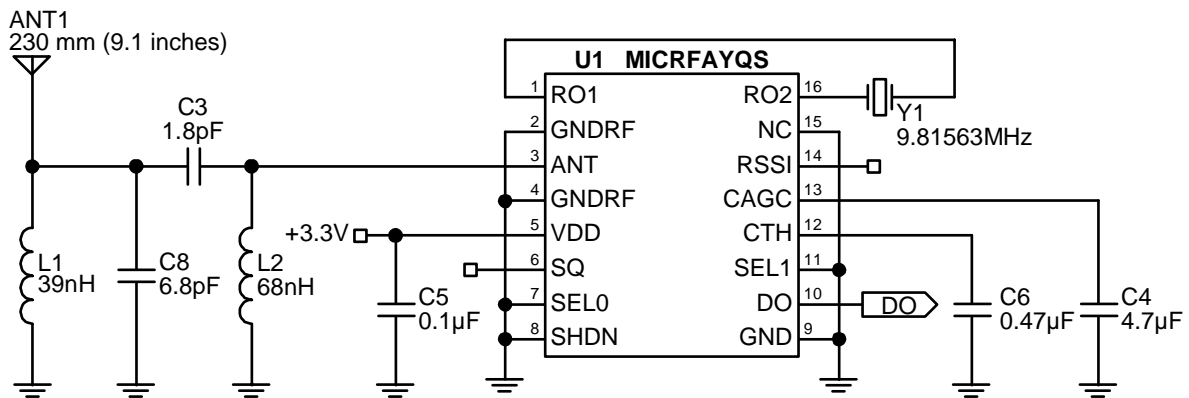 ANT1
230 mm (9.1 inches)
U1 MICRFAYQS
C3
1.8pF
L1
39nH
C8
6.8pF
L2
68nH
+3.3V
C5
0.1µF
1 RO1
2 GNDRF
3 ANT
4 GNDRF
5 VDD
6 SQ
7 SEL0
8 SHDN
RO2 16
NC 15
RSSI 14
CAGC 13
CTH 12
SEL1 11
DO 10
GND 9
Y1
9.81563MHz
DO
C6
0.47µF
C4
4.7µF